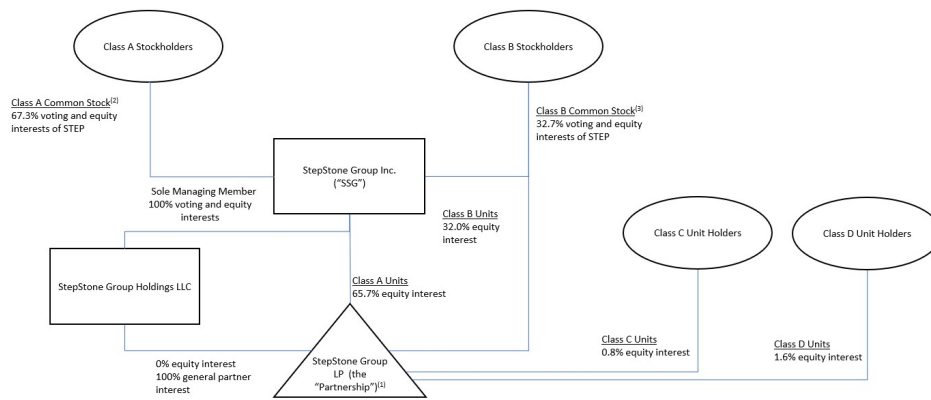 Class A Stockholders
Class B Stockholders
Class A Common Stock(2)
67.3% voting and equity
interests of STEP
Class B Common Stock(3)
32.7% voting and equity
interests of STEP
StepStone Group Inc.
("SSG")
Sole Managing Member
100% voting and equity
interests
Class B Units
32.0% equity
interest
Class C Unit Holders
Class D Unit Holders
StepStone Group Holdings LLC
Class A Units
65.7% equity interest
Class C Units
0.8% equity interest
Class D Units
1.6% equity interest
0% equity interest
100% general partner
interest
StepStone Group
LP (the
"Partnership")(1)